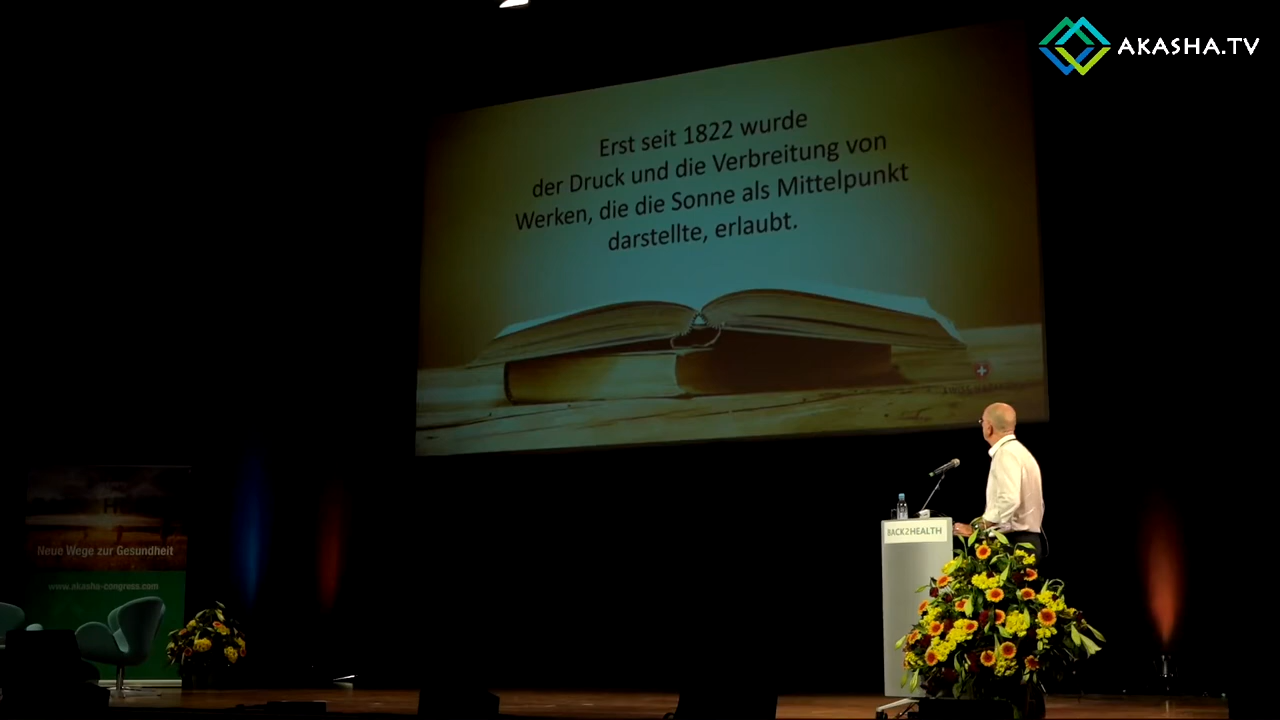 AKASHA.TV
Erst seit 1822 wurde
der Druck und die Verbreitung von
Werken, die die Sonne als Mittelpunkt
darstellte, erlaubt.
BACK2HEALTH
Neue Wege zur Gesundheit
www.akasha-congress.com